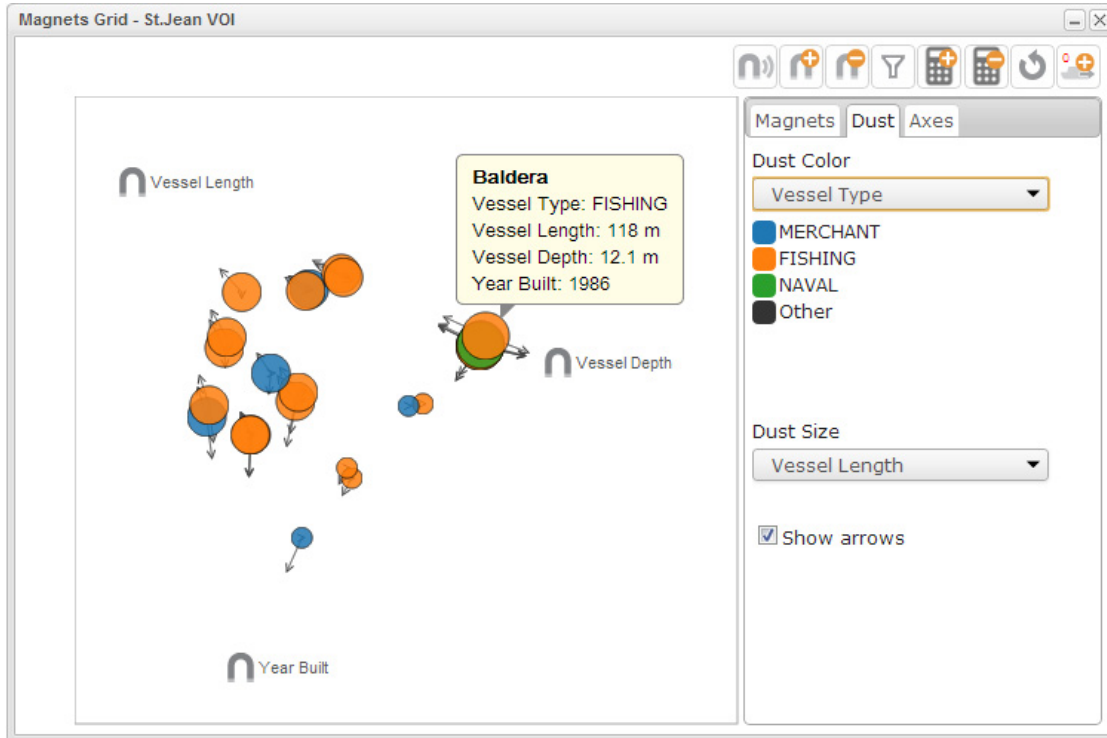 Magnets Grid - St.Jean VOI
0
Magnets Dust Axes
Dust Color
Vessel Type
MERCHANT
FISHING
NAVAL
Other
Dust Size
Vessel Length
Show arrows
Vessel Length
Baldera
Vessel Type: FISHING
Vessel Length: 118 m
Vessel Depth: 12.1 m
Year Built: 1986
Vessel Depth
Year Built